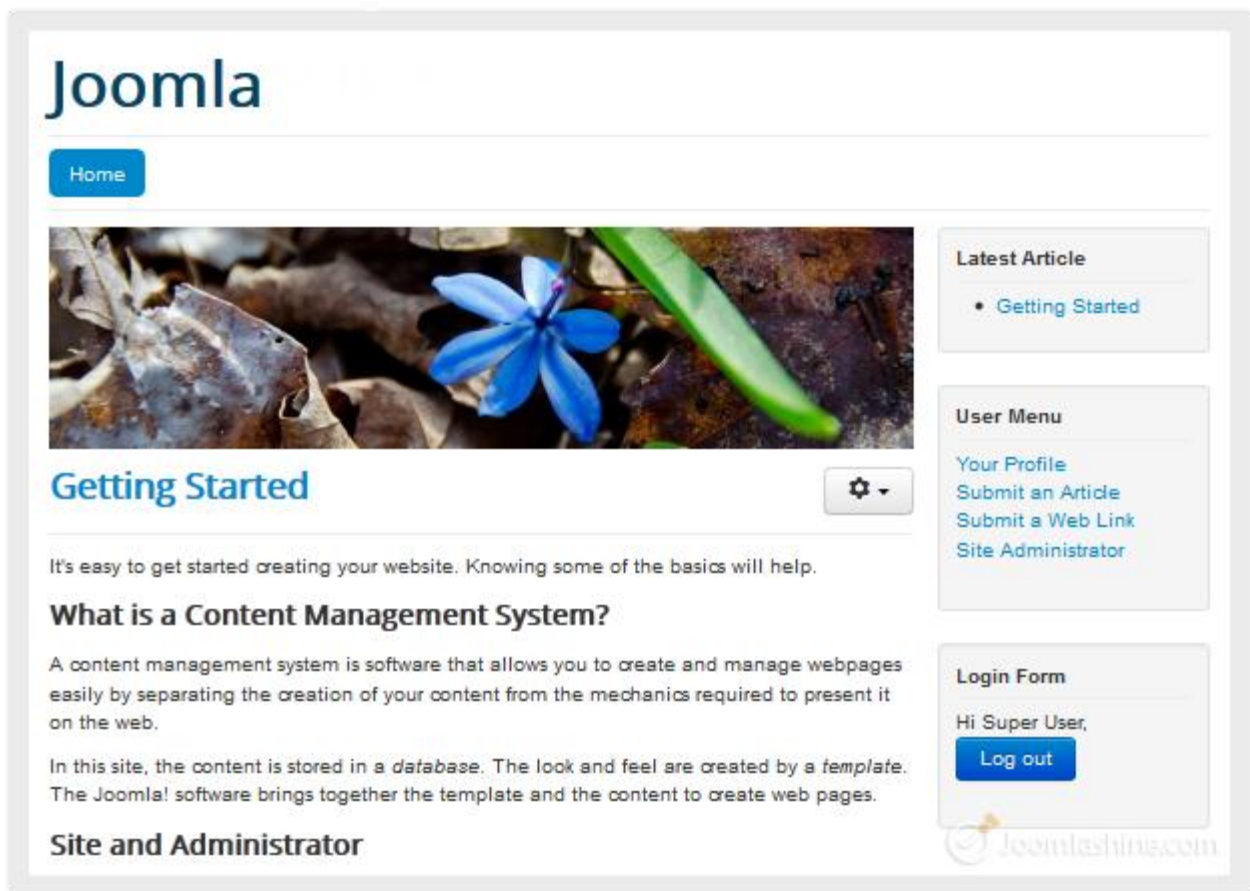 Joomla
Home
Getting Started
It's easy to get started creating your website. Knowing some of the basics will help.
What is a Content Management System?
A content management system is software that allows you to create and manage webpages
easily by separating the creation of your content from the mechanics required to present it
on the web.
In this site, the content is stored in a database. The look and feel are created by a template.
The Joomla! software brings together the template and the content to create web pages.
Site and Administrator
Latest Article
• Getting Started
User Menu
Your Profile
Submit an Article
Submit a Web Link
Site Administrator
Login Form
Hi Super User,
Log out
Joomlashine.com